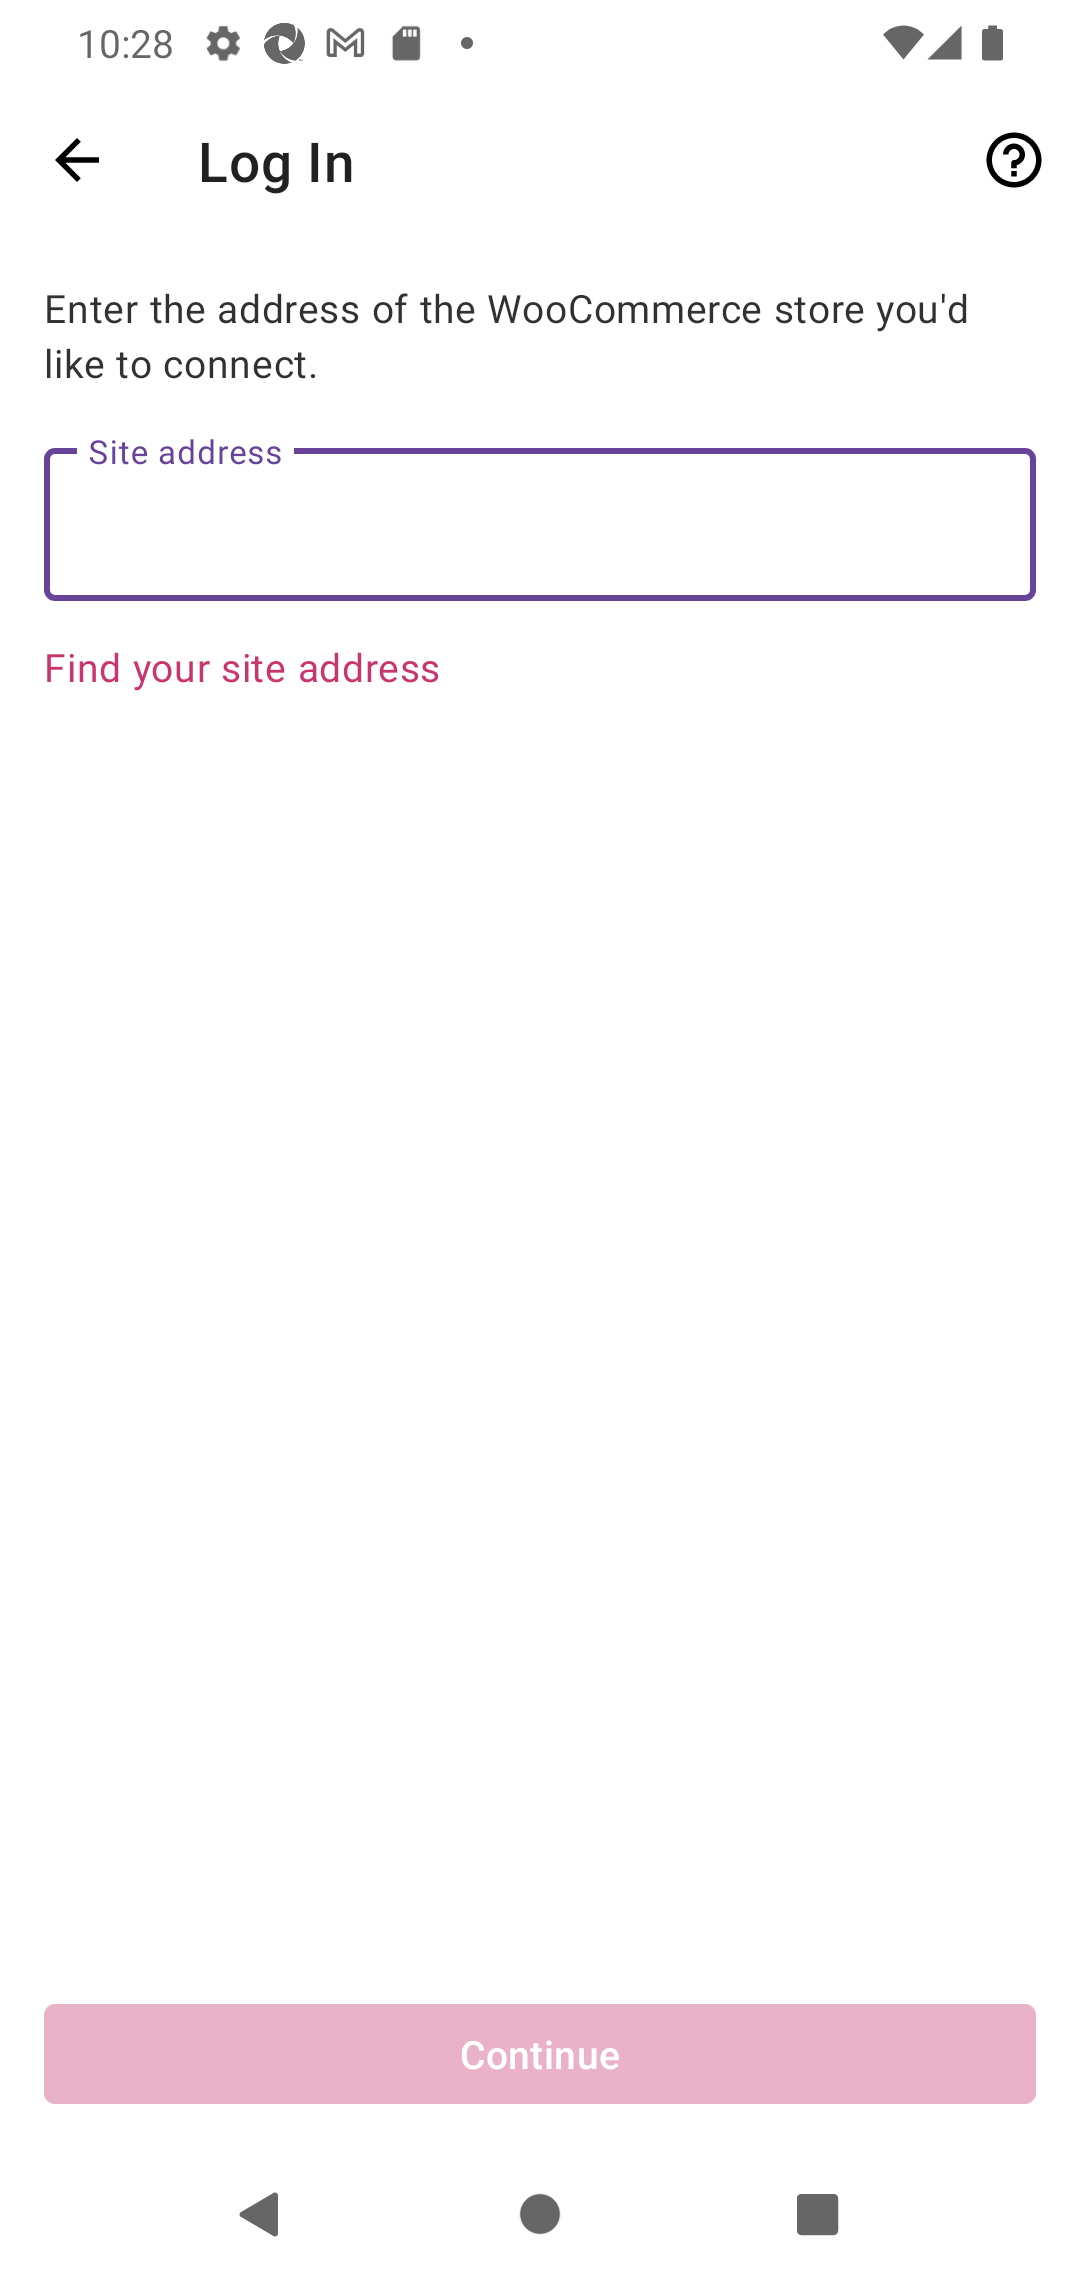 10:28
Log In
Enter the address of the WooCommerce store you'd
like to connect.
Site address
Find your site address
Continue